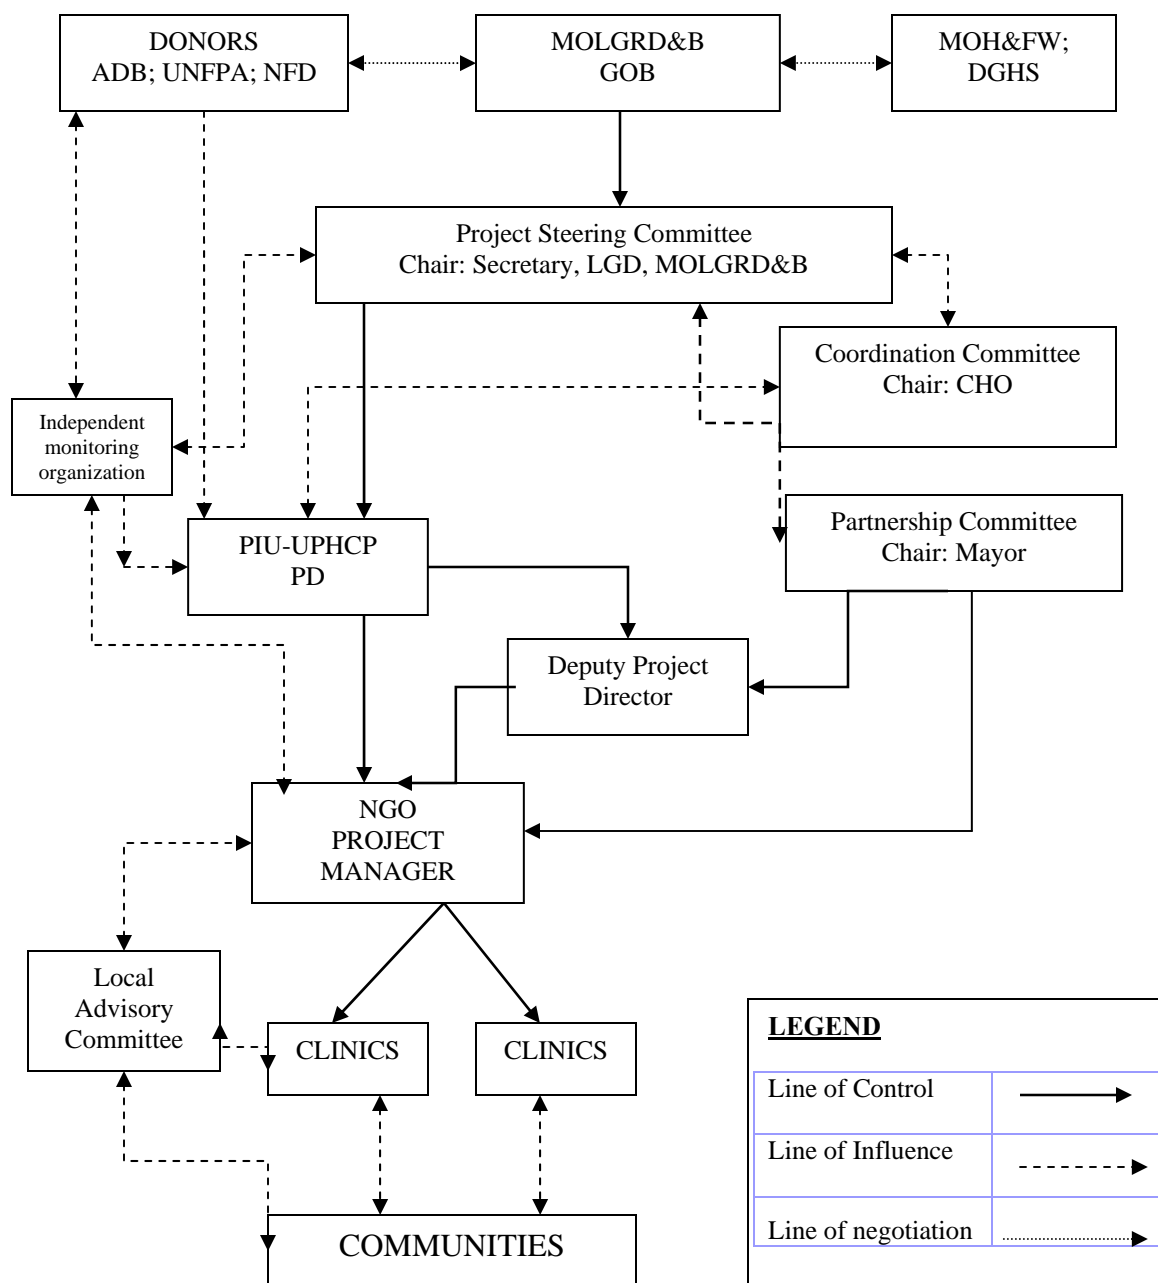 DONORS
ADB; UNFPA; NFD
MOLGRD&B
GOB
MOH&FW;
DGHS
Project Steering Committee
Chair: Secretary, LGD, MOLGRD&B
Coordination Committee
Chair: CHO
Independent
monitoring
organization
Partnership Committee
Chair: Mayor
PIU-UPHCP
PD
Deputy Project
Director
NGO
PROJECT
MANAGER
Local
Advisory
Committee
CLINICS
CLINICS
COMMUNITIES
LEGEND
Line of Control
Line of Influence
Line of negotiation